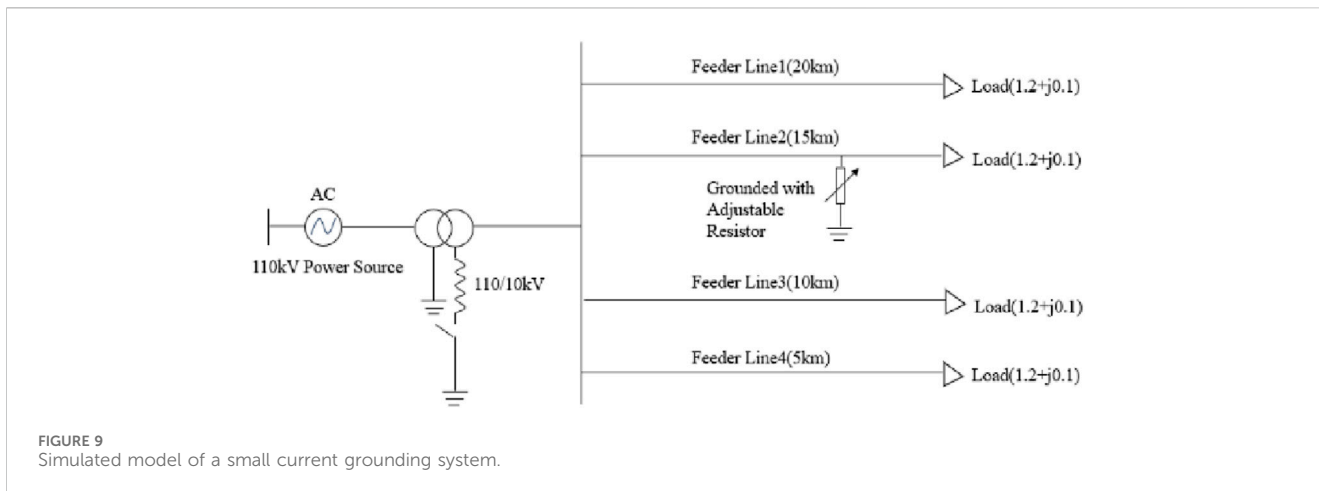 Feeder Line1(20km)
Load(1.2+j0.1)
Feeder Line2(15km)
Load(1.2+j0.1)
Grounded with
Adjustable
Resistor
AC
110kV Power Source
110/10kV
Feeder Line3(10km)
Load(1.2+j0.1)
Feeder Line4(5km)
Load(1.2+j0.1)
FIGURE 9
Simulated model of a small current grounding system.